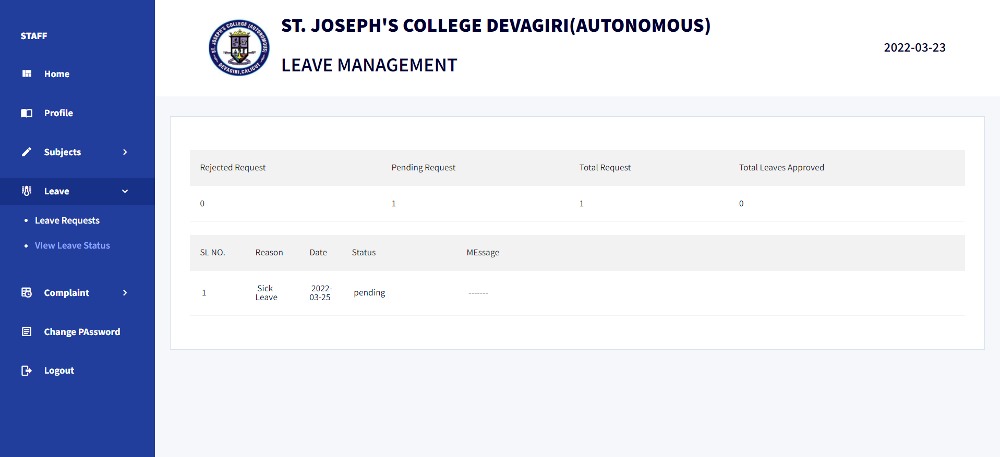 STAFF
Home
Profile
Subjects
Leave
Leave Requests
VIew Leave Status
Complaint
Change PAssword
Logout
ST. JOSEPH'S COLLEGE (AUTONOMOUS)
DEVAGIRI, CALICUT
ST. JOSEPH'S COLLEGE DEVAGIRI(AUTONOMOUS)
LEAVE MANAGEMENT
2022-03-23
Rejected Request Pending Request Total Request Total Leaves Approved
0 1 1 0
SL NO. Reason Date Status MEssage
1 Sick Leave 2022-03-25 pending -------